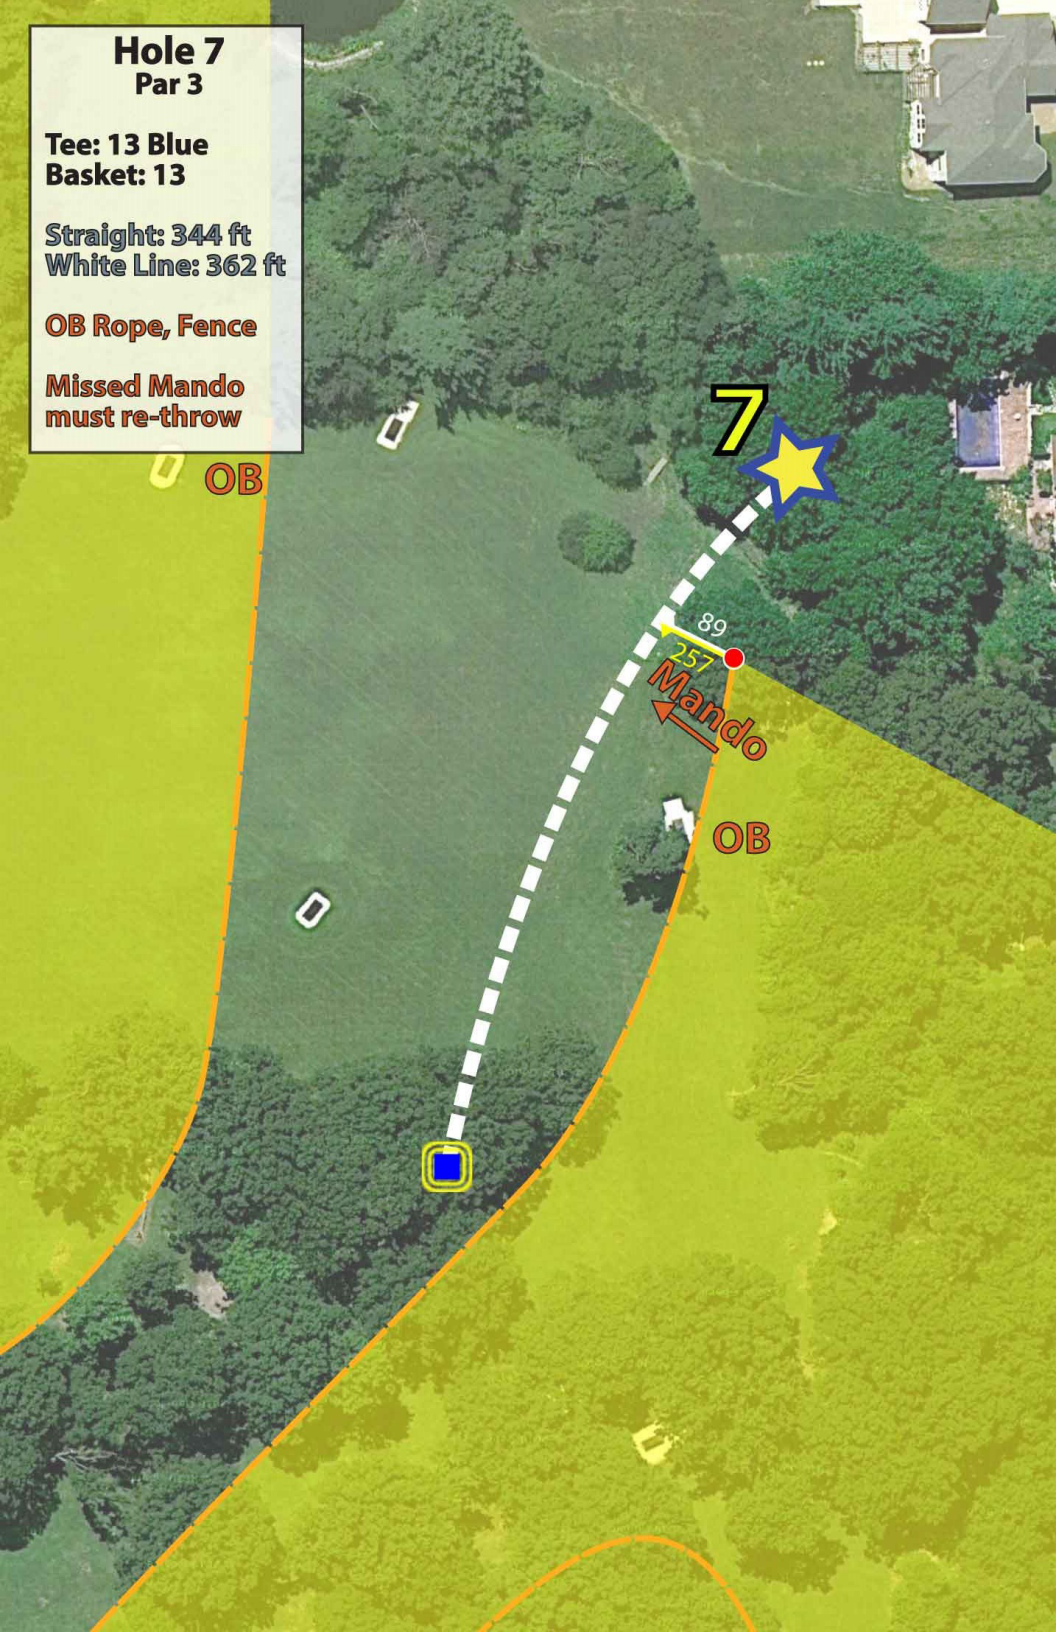 Hole 7
Par 3
Tee: 13 Blue
Basket: 13
Straight: 344 ft
White Line: 362 ft
OB Rope, Fence
Missed Mando
must re-throw
OB
7
89
257
Mando
OB